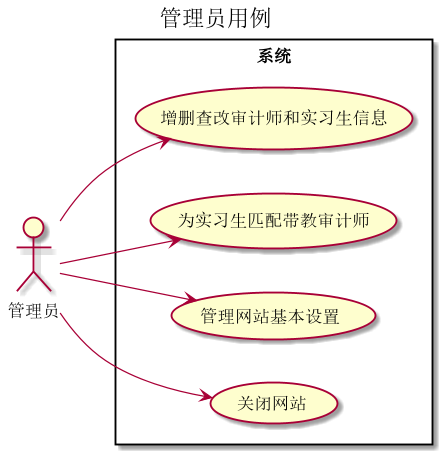 管理员用例
系统
增删查改审计师和实习生信息
为实习生匹配带教审计师
管理员
管理网站基本设置
关闭网站